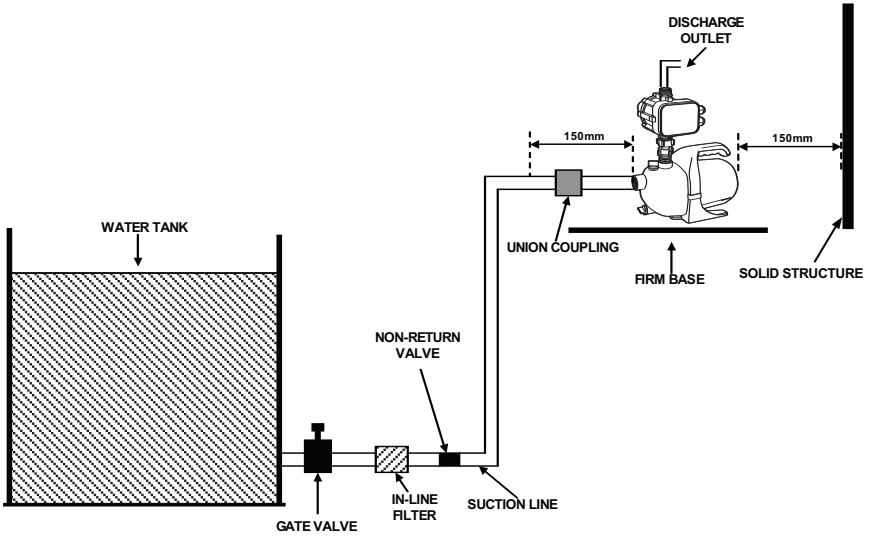 DISCHARGE
OUTLET
150mm
150mm
WATER TANK
UNION COUPLING
FIRM BASE
SOLID STRUCTURE
NON-RETURN
VALVE
IN-LINE
FILTER
SUCTION LINE
GATE VALVE